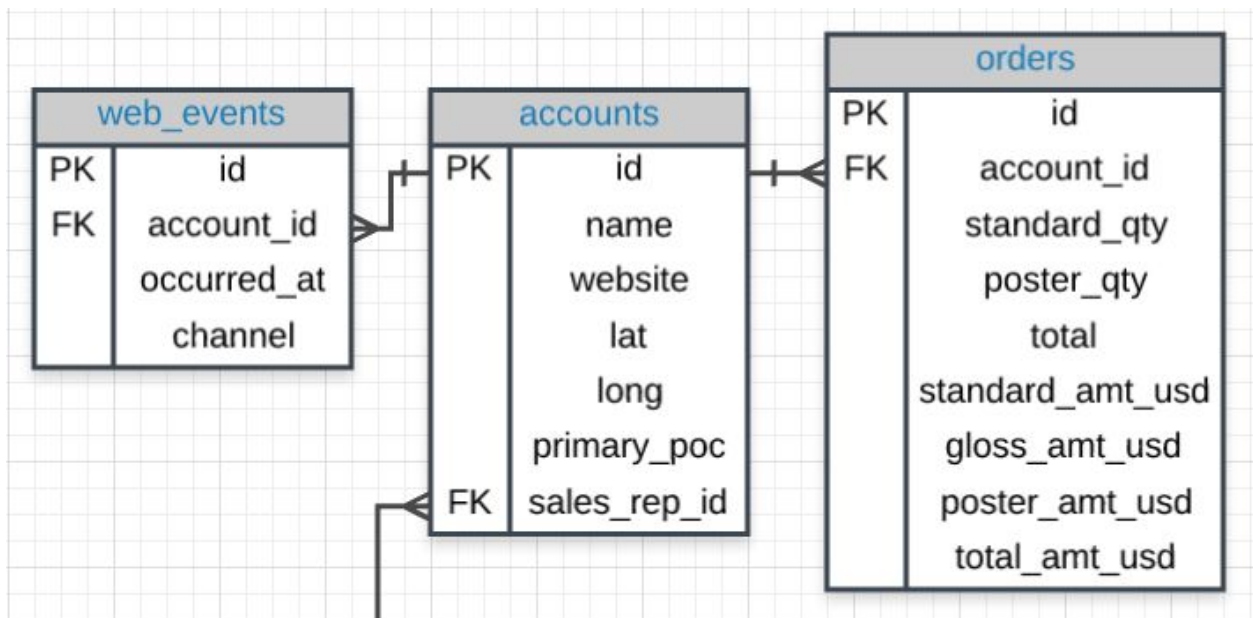 web_events
PK id
FK account_id
occurred_at
channel
accounts
PK id
name
website
lat
long
primary_poc
FK sales_rep_id
orders
PK id
FK account_id
standard_qty
poster_qty
total
standard_amt_usd
gloss_amt_usd
poster_amt_usd
total_amt_usd